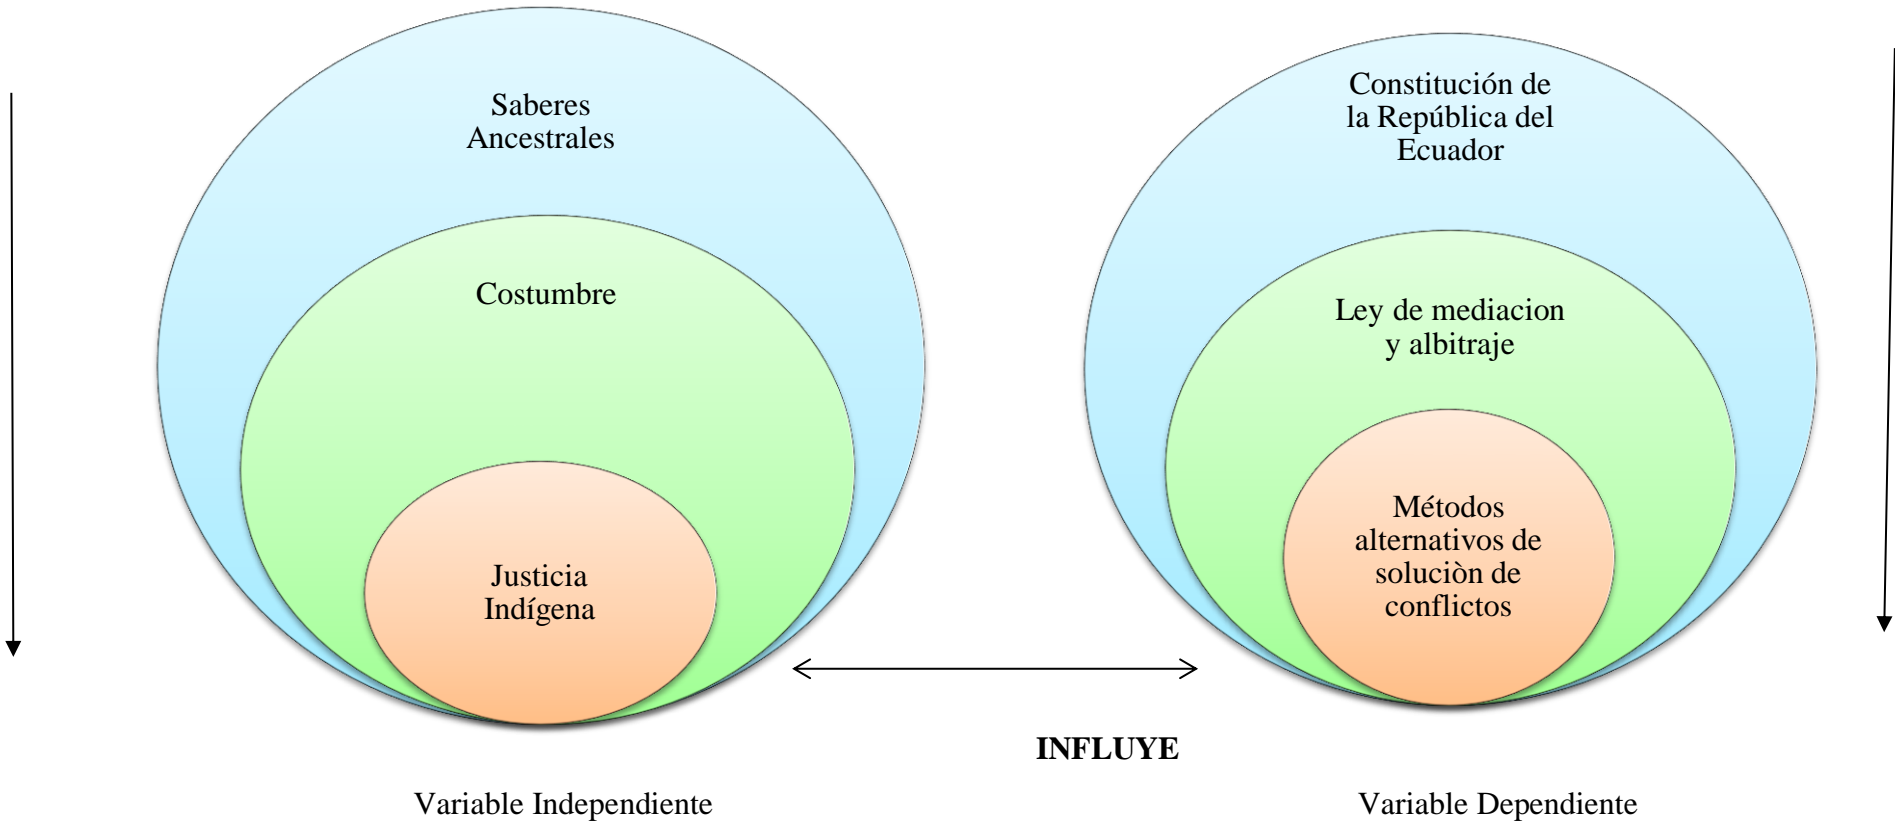 Saberes
Ancestrales
Costumbre
Justicia
Indígena
Constitución de
la República del
Ecuador
Ley de mediacion
y albitraje
Métodos
alternativos de
soluciòn de
conflictos
INFLUYE
Variable Independiente
Variable Dependiente